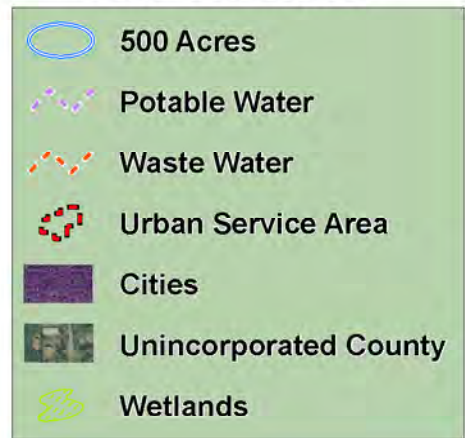 500 Acres
Potable Water
Waste Water
Urban Service Area
Cities
Unincorporated County
Wetlands